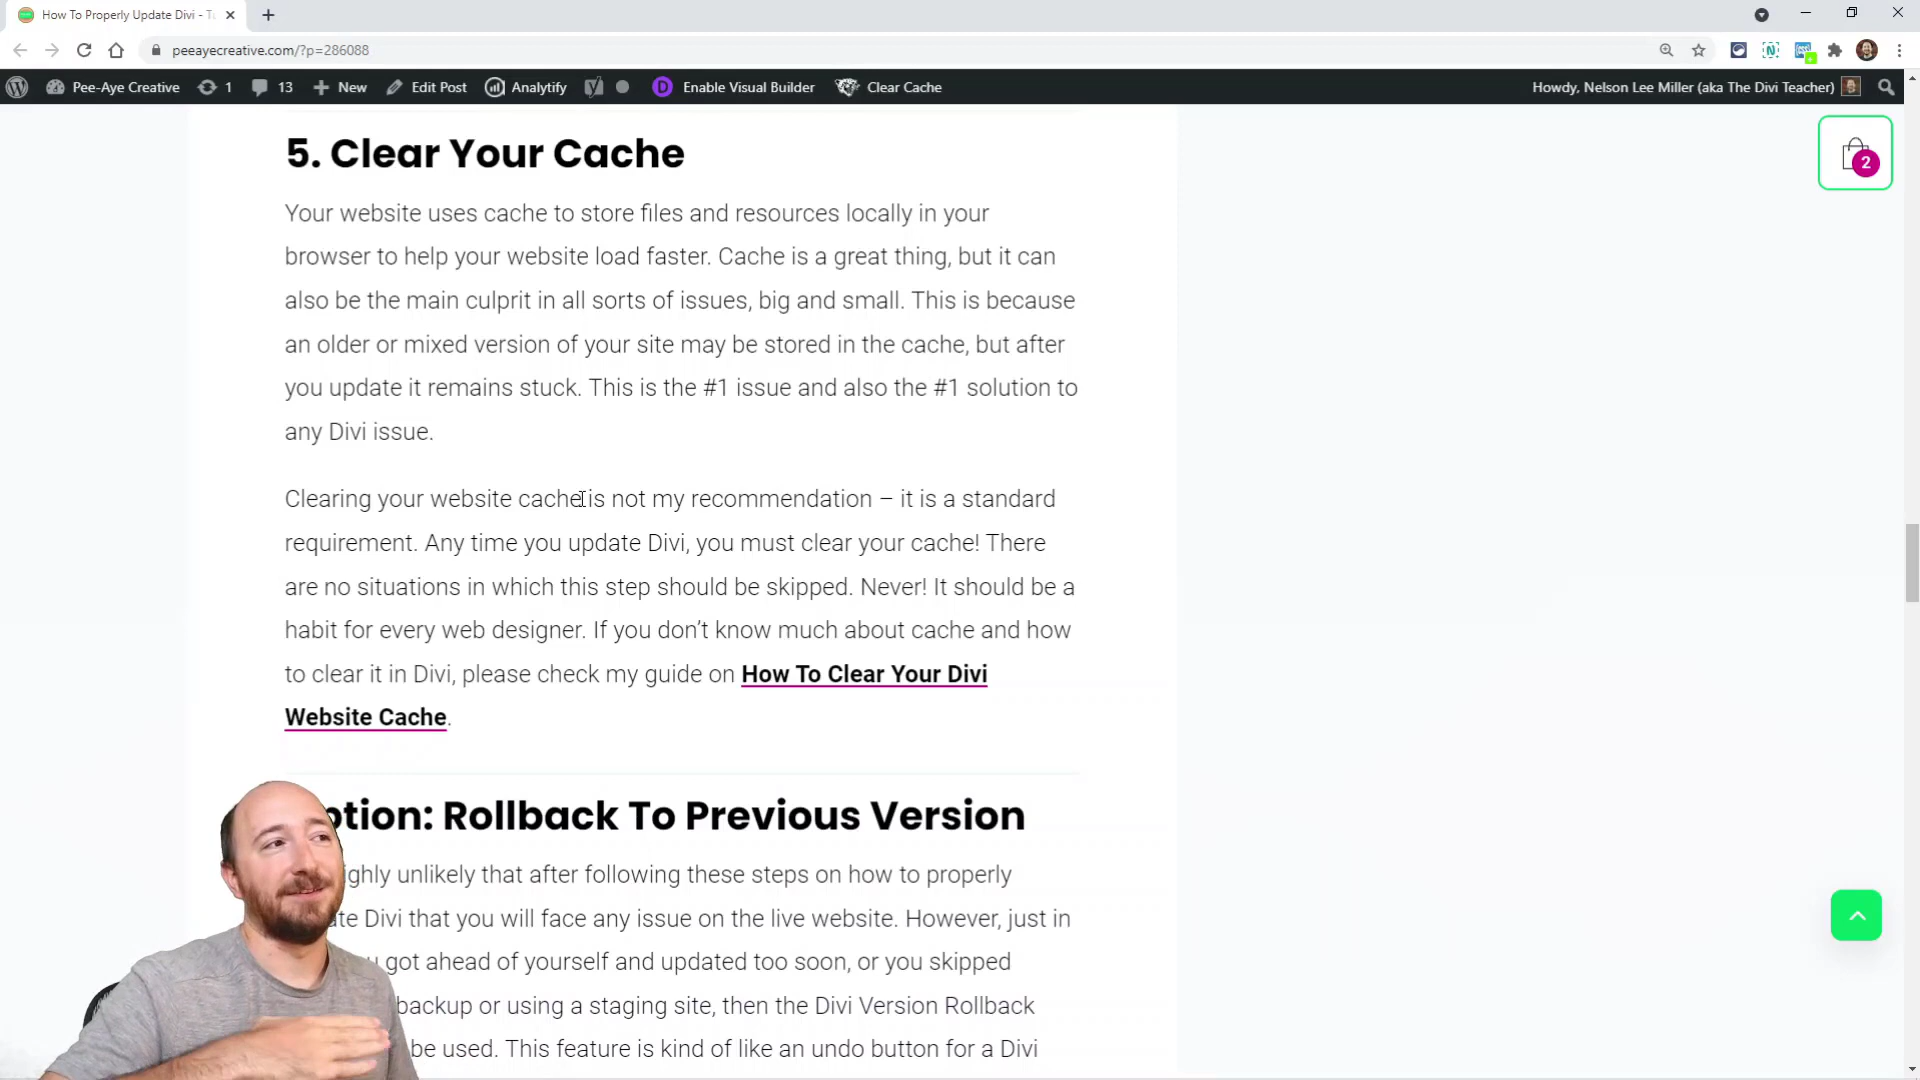 How To Properly Update Divi - Tu
peeayecreative.com/?p=286088
Pee-Aye Creative 1 13 New Edit Post Analytify Enable Visual Builder Clear Cache Howdy, Nelson Lee Miller (aka The Divi Teacher)
2
5. Clear Your Cache
Your website uses cache to store files and resources locally in your
browser to help your website load faster. Cache is a great thing, but it can
also be the main culprit in all sorts of issues, big and small. This is because
an older or mixed version of your site may be stored in the cache, but after
you update it remains stuck. This is the #1 issue and also the #1 solution to
any Divi issue.
Clearing your website cache is not my recommendation – it is a standard
requirement. Any time you update Divi, you must clear your cache! There
are no situations in which this step should be skipped. Never! It should be a
habit for every web designer. If you don't know much about cache and how
to clear it in Divi, please check my guide on How To Clear Your Divi
Website Cache.
ption: Rollback To Previous Version
ighly unlikely that after following these steps on how to properly
ate Divi that you will face any issue on the live website. However, just in
got ahead of yourself and updated too soon, or you skipped
backup or using a staging site, then the Divi Version Rollback
be used. This feature is kind of like an undo button for a Divi